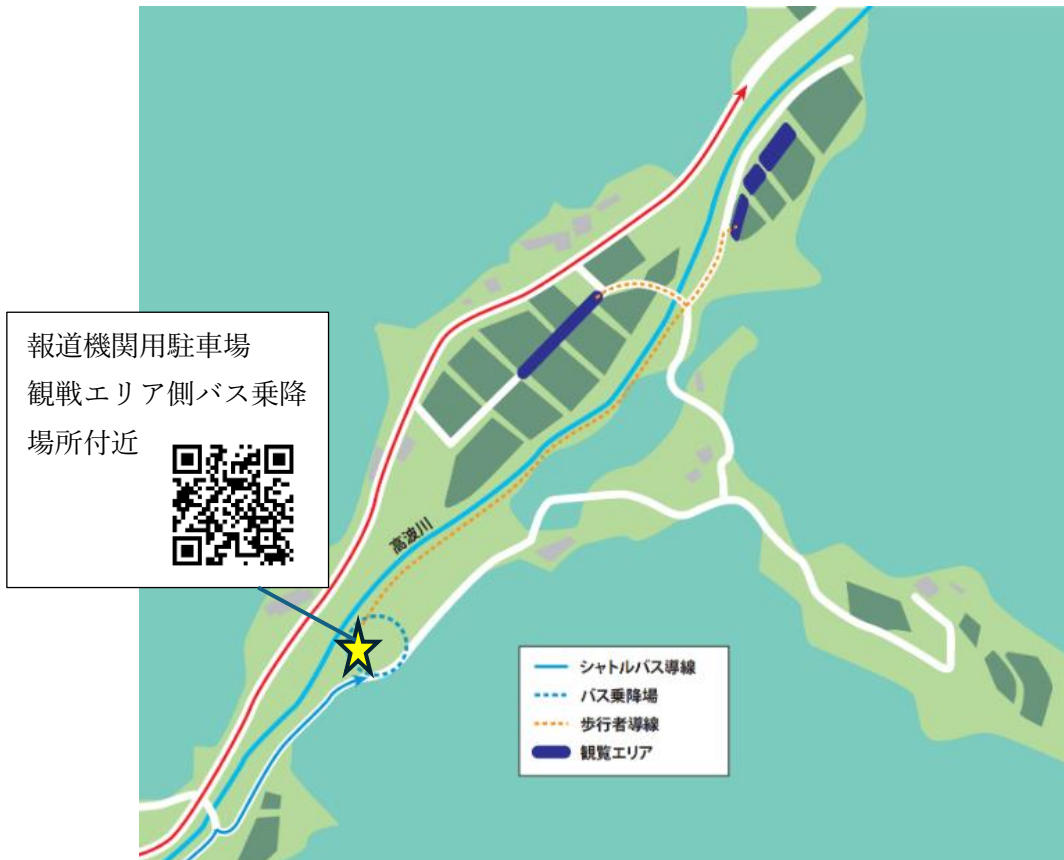 報道機関用駐車場
観戦エリア側バス乗降
場所付近
高波川
シャトルバス導線
バス乗降場
歩行者導線
観覧エリア